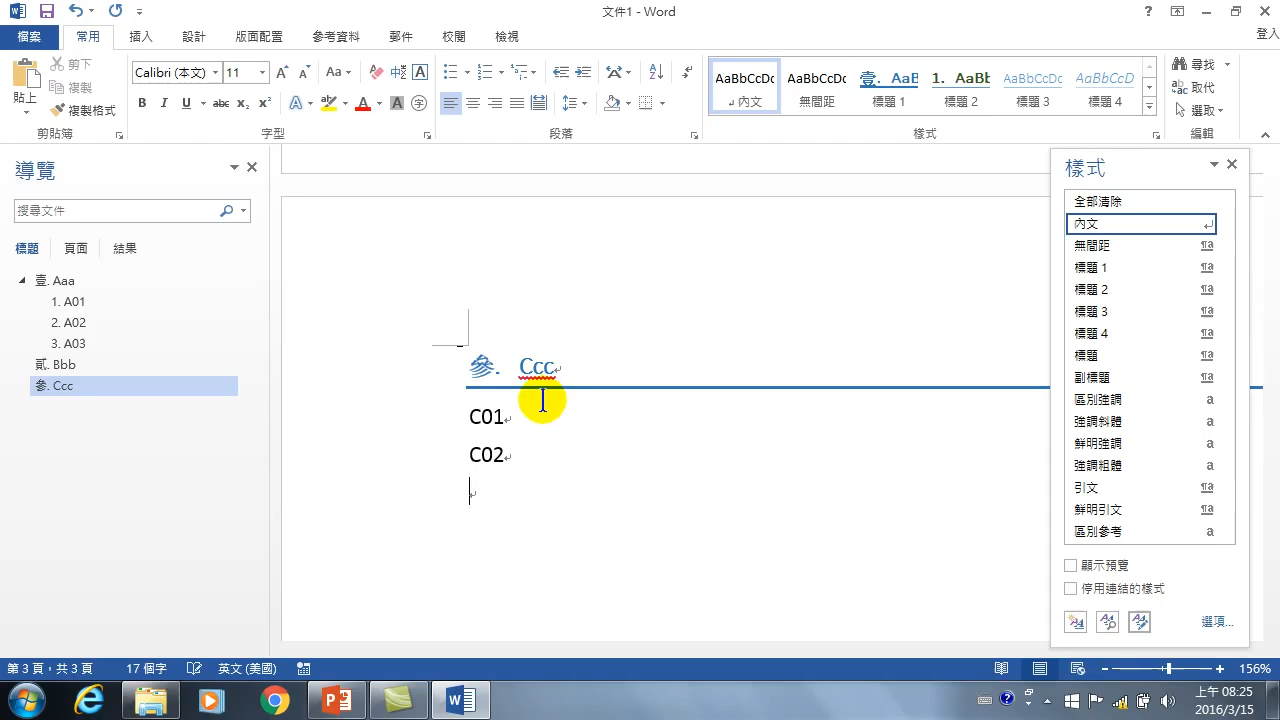 文件1 - Word
登入
檔案 常用 插入 設計 版面配置 參考資料 郵件 校閱 檢視
貼上
剪下
複製
複製格式
剪貼簿
Calibri (本文) 11
字型
段落
AaBbCcDc AaBbCcDc 壹. AaB 1. AaBb AaBbCcDc AaBbCcD
內文 無間距 標題 1 標題 2 標題 3 標題 4
樣式
尋找
取代
選取
編輯
導覽
搜尋文件
標題 頁面 結果
壹. Aaa
1. A01
2. A02
3. A03
貳. Bbb
參. Ccc
參. Ccc
C01
C02
樣式
全部清除
內文
無間距
標題 1
標題 2
標題 3
標題 4
標題
副標題
區別強調
強調斜體
鮮明強調
強調粗體
引文
鮮明引文
區別參考
顯示預覽
停用連結的樣式
選項...
第 3 頁，共 3 頁 17 個字 英文 (美國) 156%
上午 08:25
2016/3/15